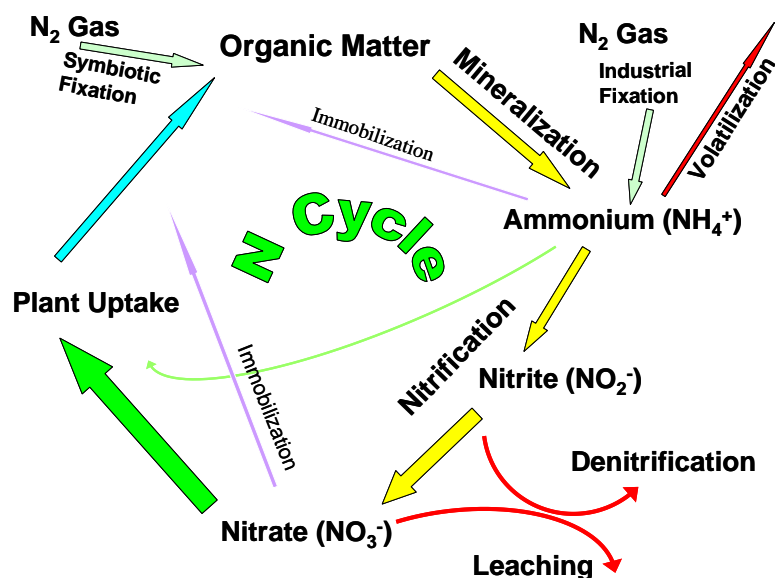 N₂ Gas
Symbiotic
Fixation
Organic Matter
Mineralization
N₂ Gas
Industrial
Fixation
Volatilization
Immobilization
Ammonium (NH₄⁺)
N Cycle
Plant Uptake
Nitrification
Nitrite (NO₂⁻)
Immobilization
Denitrification
Nitrate (NO₃⁻)
Leaching